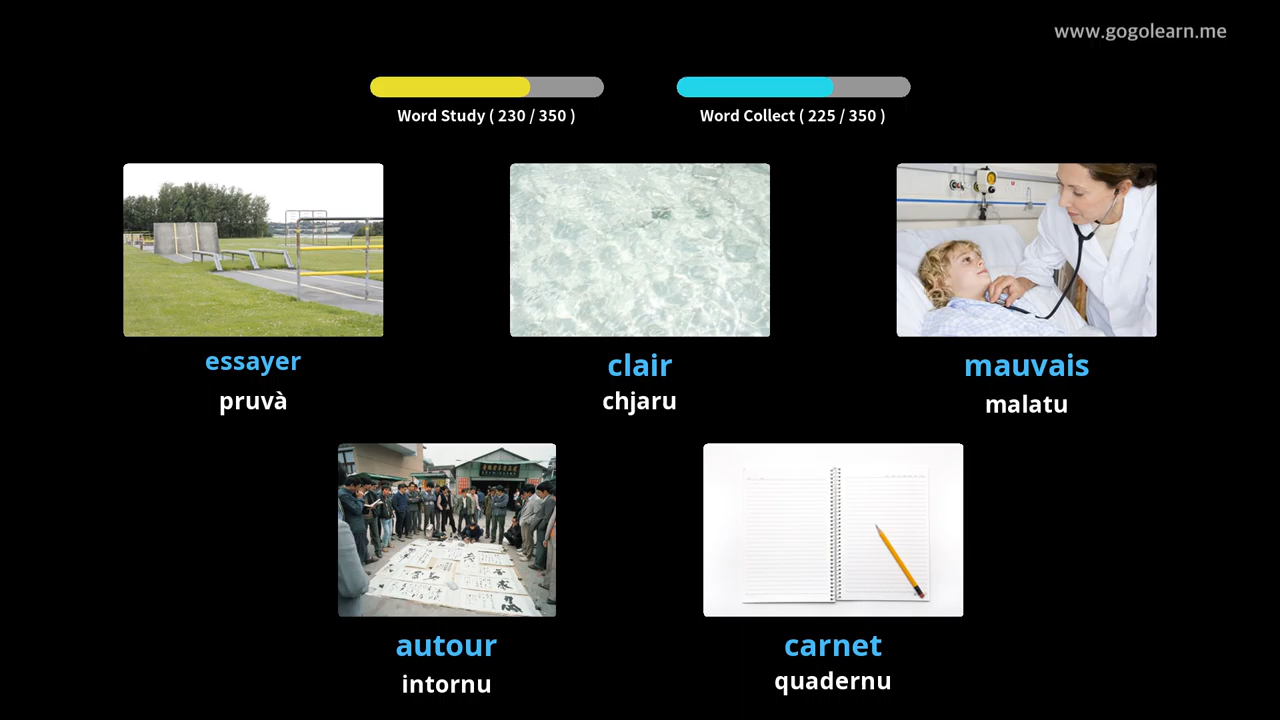 www.gogolearn.me
Word Study ( 230 / 350 )
Word Collect ( 225 / 350 )
essayer
pruvà
clair
chjaru
mauvais
malatu
autour
intornu
carnet
quadernu